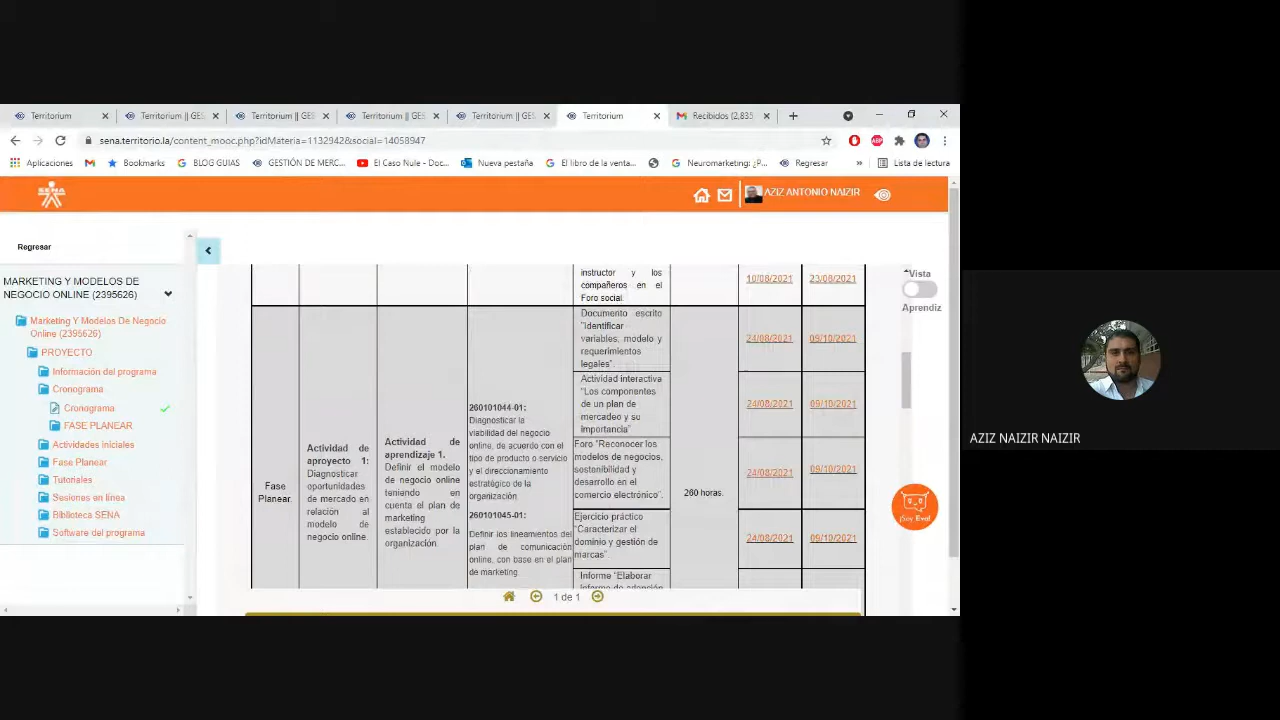 Territorium
Territorium || GES
Territorium || GES
Territorium || GES
Territorium || GES
Territorium
Recibidos (2,835
sena.territorio.la/content_mooc.php?idMateria=1132942&social=14058947
Aplicaciones
Bookmarks
BLOG GUIAS
GESTIÓN DE MERC...
El Caso Nule - Doc...
Nueva pestaña
El libro de la venta...
Neuromarketing: ¿P...
Regresar
»
Lista de lectura
SENA
AZIZ ANTONIO NAIZIR
Regresar
MARKETING Y MODELOS DE
NEGOCIO ONLINE (2395626)
Marketing Y Modelos De Negocio
Online (2395626)
PROYECTO
Información del programa
Cronograma
Cronograma
FASE PLANEAR
Actividades iniciales
Fase Planear
Tutoriales
Sesiones en línea
Biblioteca SENA
Software del programa
instructor y los
compañeros en el
Foro social.
10/08/2021
23/08/2021
Fase
Planear.
Actividad de
aproyecto 1:
Diagnosticar
oportunidades
de mercado en
relación al
modelo de
negocio online.
Actividad de
aprendizaje 1.
Definir el modelo
de negocio online
teniendo en
cuenta el plan de
marketing
establecido por la
organización.
260101044-01:
Diagnosticar la
viabilidad del negocio
online, de acuerdo con el
tipo de producto o servicio
y el direccionamiento
estratégico de la
organización
260101045-01:
Definir los lineamientos del
plan de comunicación
online, con base en el plan
de marketing.
Documento escrito
"Identificar
variables; modelo y
requerimientos
legales".
24/08/2021
09/10/2021
Actividad interactiva
"Los componentes
de un plan de
mercadeo y su
importancia"
24/08/2021
09/10/2021
Foro "Reconocer los
modelos de negocios,
sostenibilidad y
desarrollo en el
comercio electrónico".
24/08/2021
09/10/2021
Ejercicio práctico
"Caracterizar el
dominio y gestión de
marcas".
24/08/2021
09/10/2021
Informe "Elaborar
informe de adopción
260 horas.
1 de 1
Vista
Aprendiz
¡Soy Eva!
AZIZ NAIZIR NAIZIR